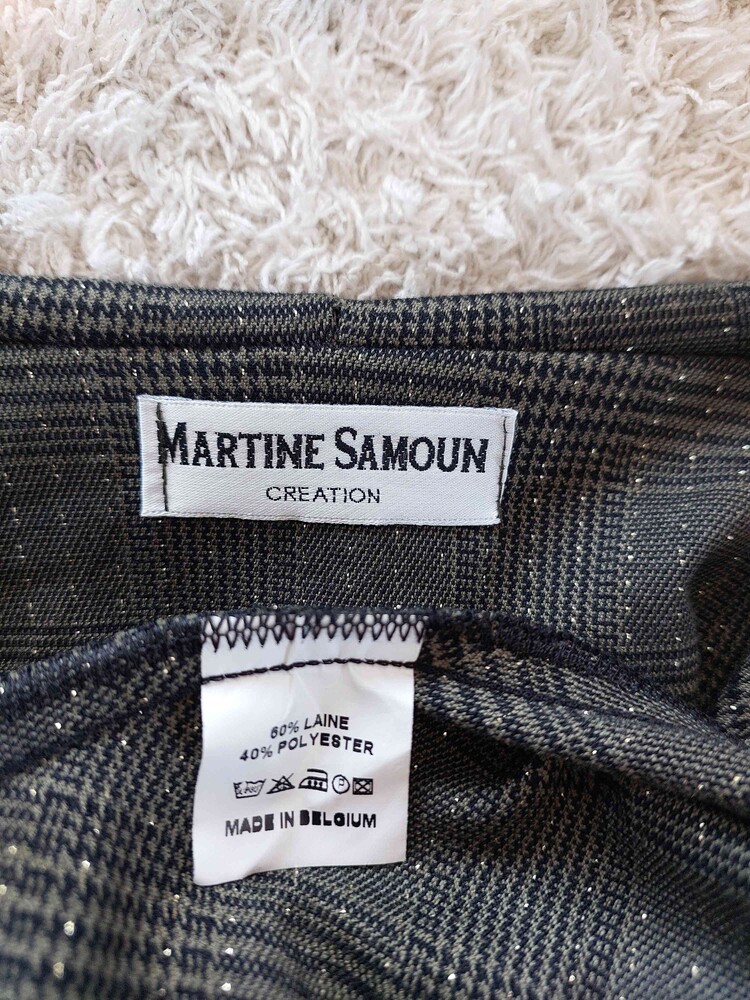 MARTINE SAMOUN
CREATION
60% LAINE
40% POLYESTER
P
MADE IN BELGIUM